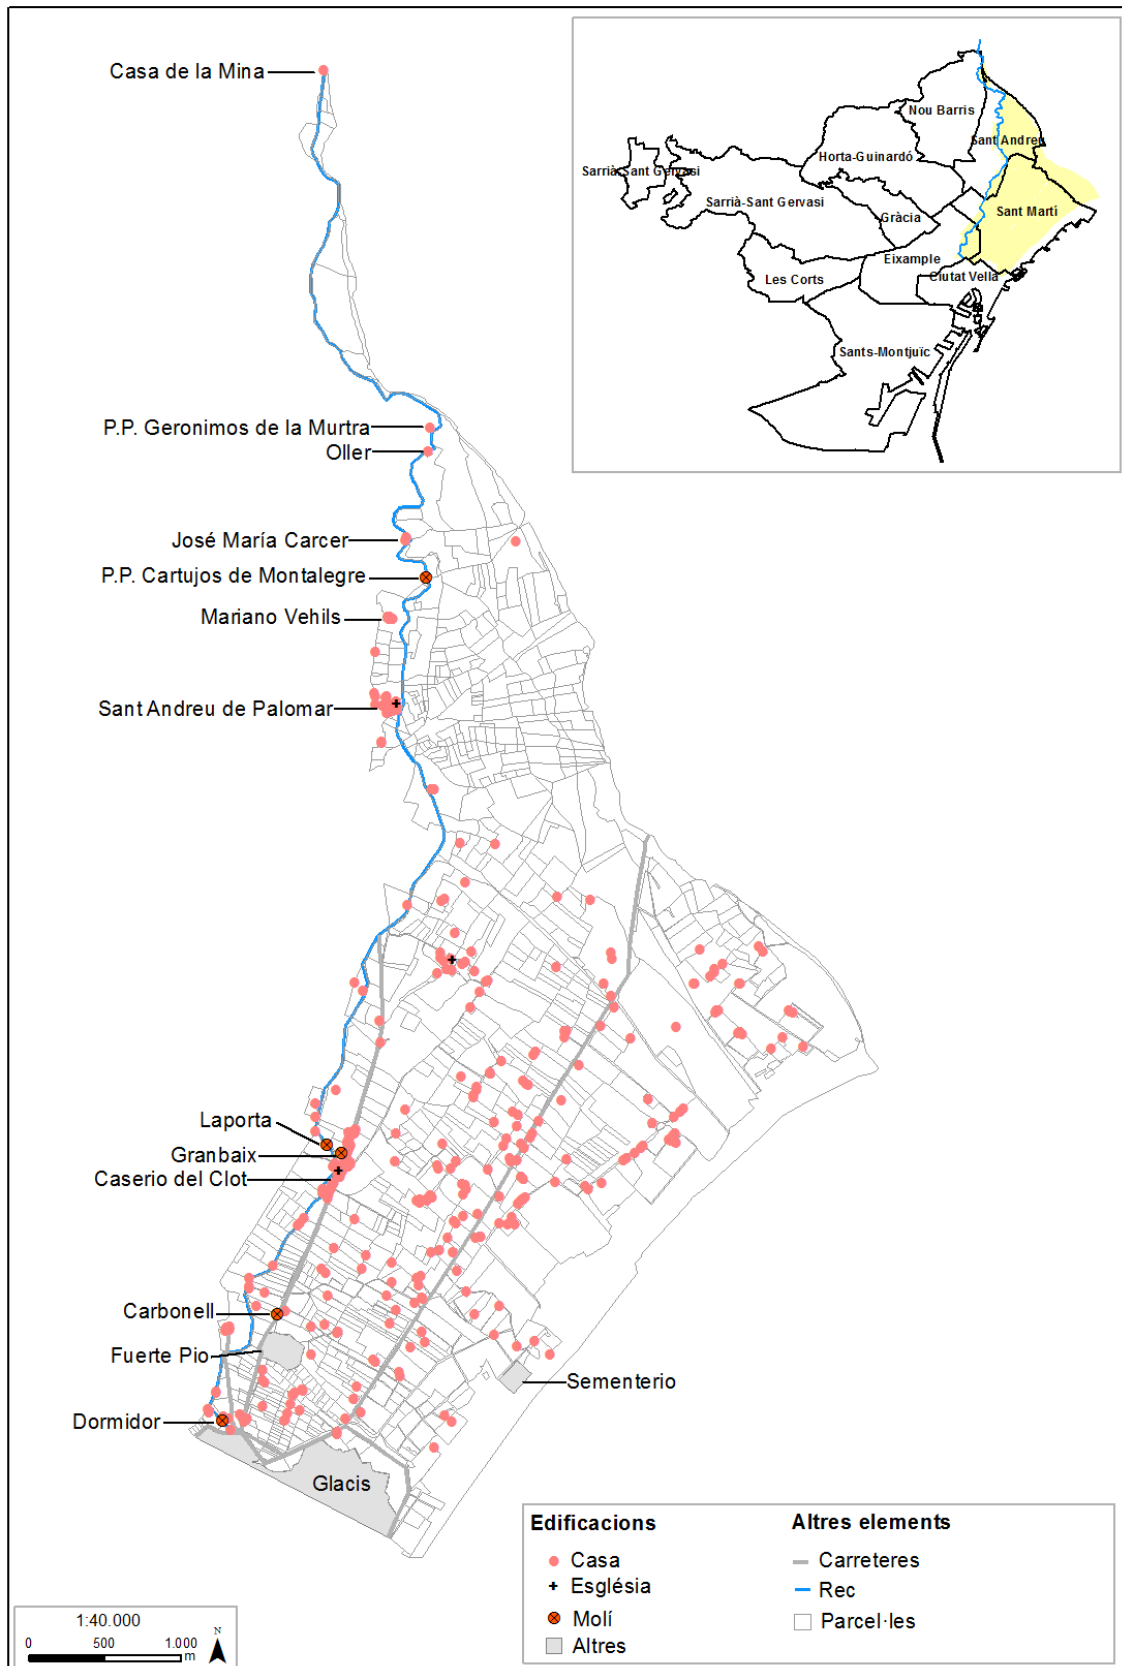 Casa de la Mina
P.P. Geronimos de la Murtra
Oller
José María Carcer
P.P. Cartujos de Montalegre
Mariano Vehils
Sant Andreu de Palomar
Laporta
Granbaix
Caserio del Clot
Carbonell
Fuerte Pio
Sementerio
Dormidor
Glacis
Nou Barris
Sant Andreu
Horta-Guinardó
Sarrià-Sant Gervasi
Sarrià-Sant Gervasi
Sant Martí
Gràcia
Eixample
Les Corts
Ciutat Vella
Sants-Montjuïc
Edificacions
Casa
Església
Molí
Altres
Altres elements
Carreteres
Rec
Parcel·les
1:40.000
0 500 1.000
m
N